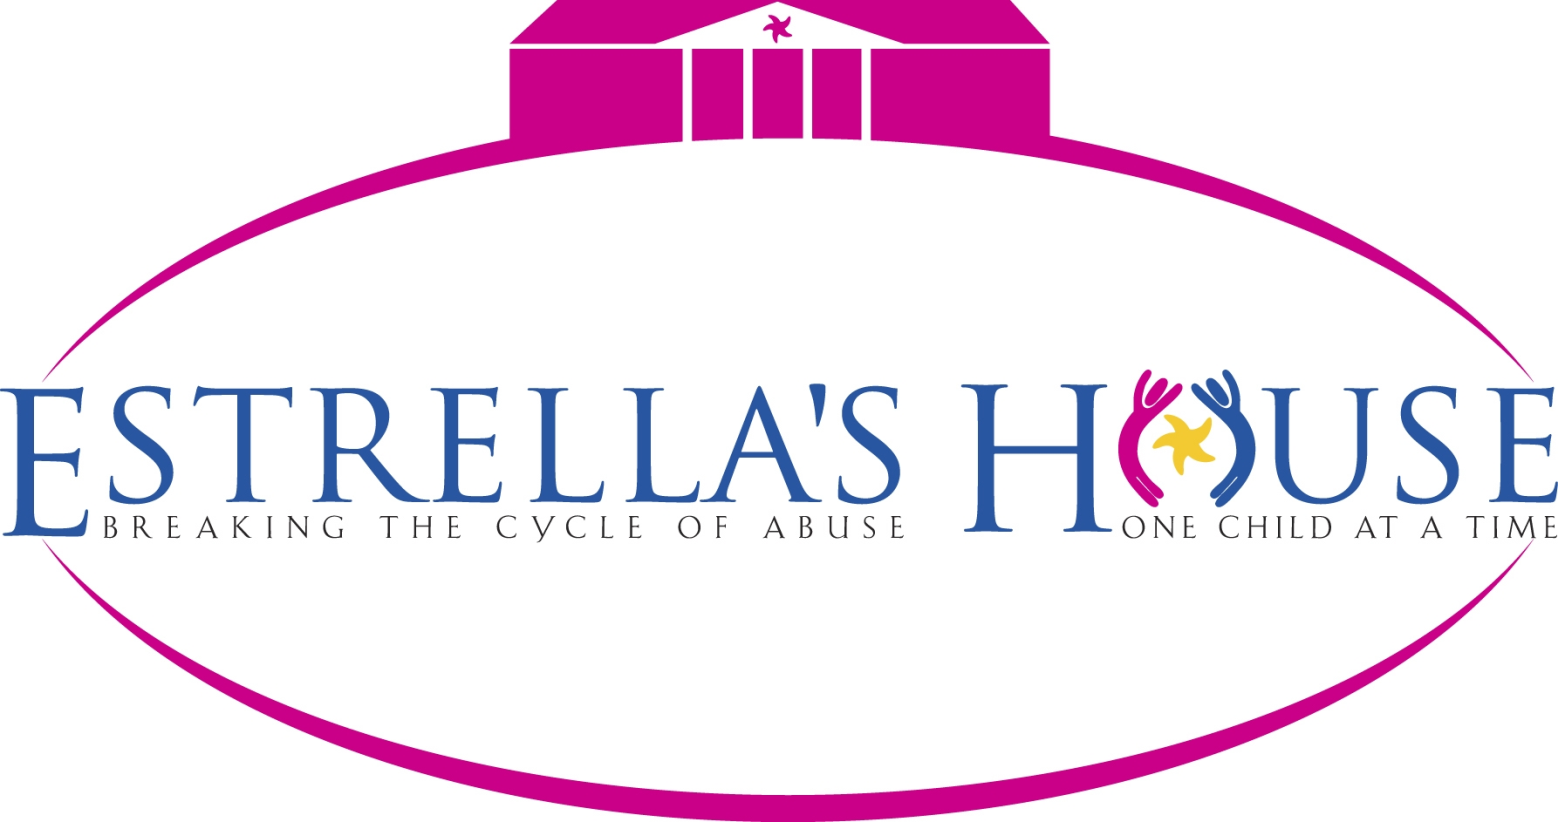 ESTRELLA'S HOUSE
BREAKING THE CYCLE OF ABUSE ONE CHILD AT A TIME